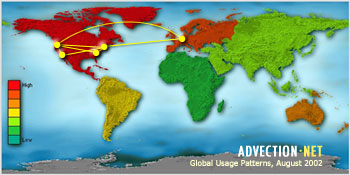 High
Low
ADVECTION·NET
Global Usage Patterns, August 2002